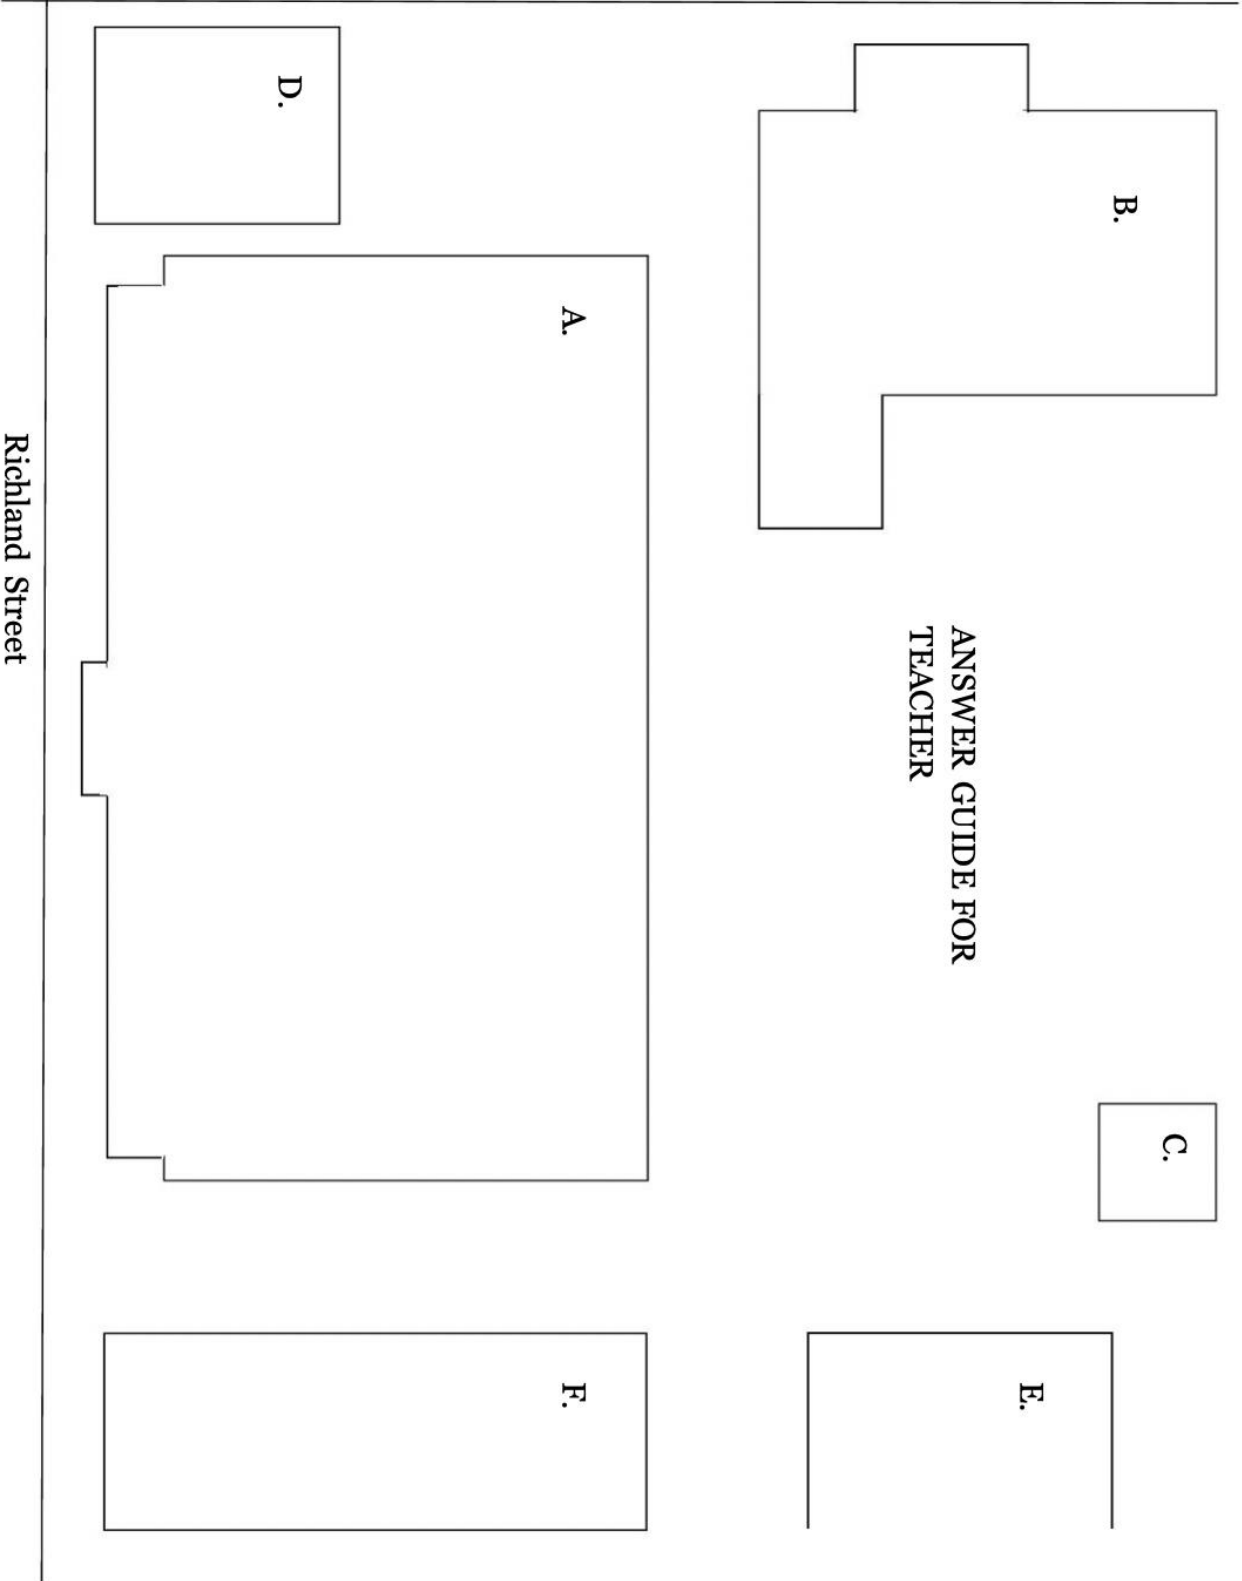 B.
C.
ANSWER GUIDE FOR
TEACHER
E.
A.
F.
D.
Richland Street